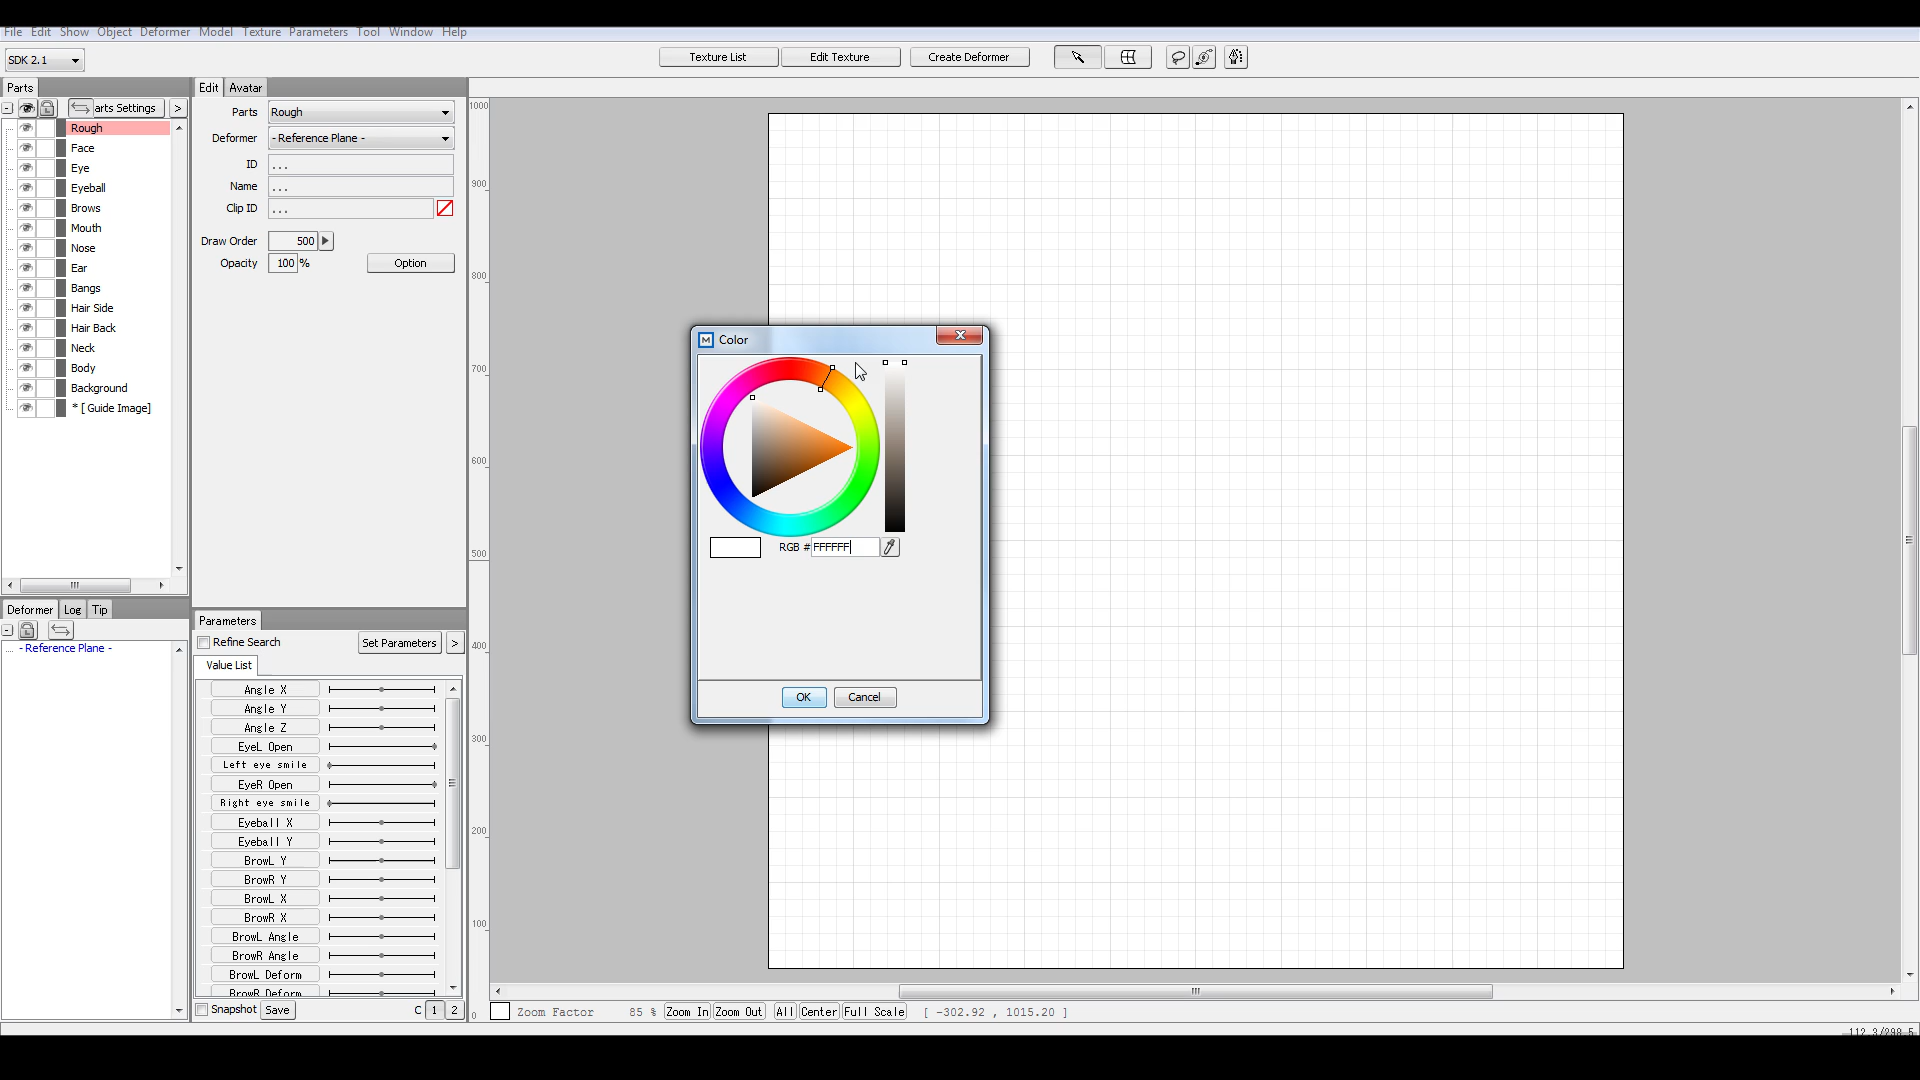 File Edit Show Object Deformer Model Texture Parameters Tool Window Help
SDK 2.1
Texture List
Edit Texture
Create Deformer
Parts
arts Settings
>
Rough
Face
Eye
Eyeball
Brows
Mouth
Nose
Ear
Bangs
Hair Side
Hair Back
Neck
Body
Background
* [ Guide Image]
Edit
Avatar
Parts
Rough
Deformer
- Reference Plane -
ID
...
Name
...
Clip ID
...
Draw Order
500
Opacity
100 %
Option
Deformer Log Tip
- Reference Plane -
Parameters
Refine Search
Set Parameters
>
Value List
Angle X
Angle Y
Angle Z
EyeL Open
Left eye smile
EyeR Open
Right eye smile
Eyeball X
Eyeball Y
BrowL Y
BrowR Y
BrowL X
BrowR X
BrowL Angle
BrowR Angle
BrowL Deform
BrowR Deform
Snapshot
Save
C 1 2
1000
900
800
700
600
500
400
300
200
100
0
M Color
RGB # FFFFFF
OK
Cancel
Zoom Factor 85 % Zoom In Zoom Out All Center Full Scale [ -302.92 , 1015.20 ]
112.3/298.5